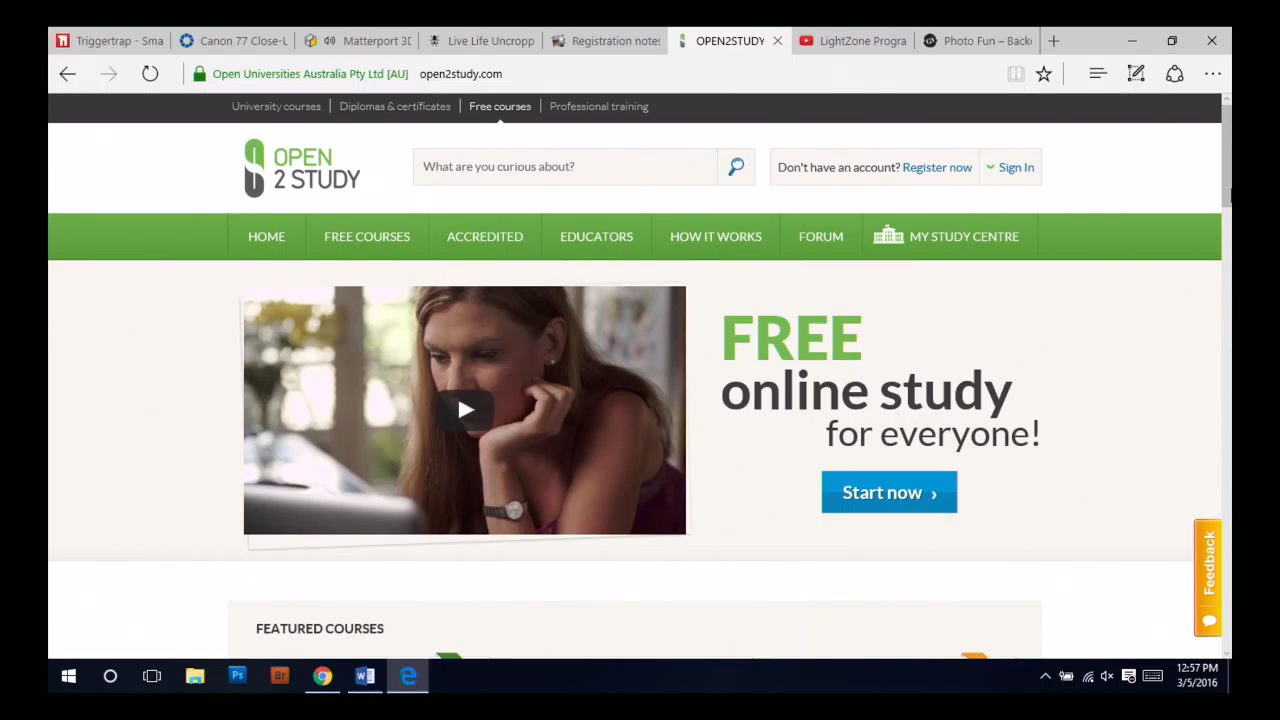 Triggertrap - Sma
Canon 77 Close-U
Matterport 3D
Live Life Uncropp
Registration notes
OPEN2STUDY
LightZone Progra
Photo Fun – Back
Open Universities Australia Pty Ltd [AU] open2study.com
University courses
Diplomas & certificates
Free courses
Professional training
OPEN
2 STUDY
What are you curious about?
Don't have an account? Register now
Sign In
HOME
FREE COURSES
ACCREDITED
EDUCATORS
HOW IT WORKS
FORUM
MY STUDY CENTRE
FREE
online study
for everyone!
Start now ›
Feedback
FEATURED COURSES
Ps
Br
12:57 PM
3/5/2016